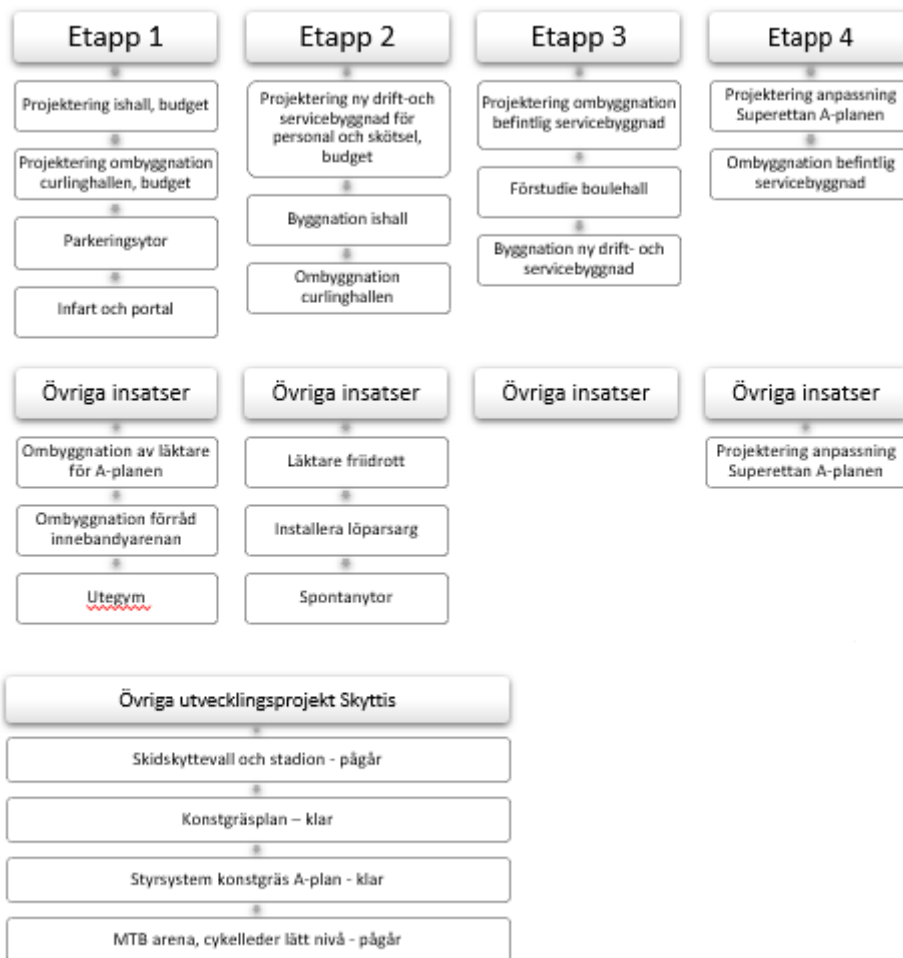 Etapp 1
Projektering ishall, budget
Projektering ombyggnation
curlinghallen, budget
Parkeringsytor
Infart och portal
Etapp 2
Projektering ny drift-och
servicebyggnad för
personal och skötsel,
budget
Byggnation ishall
Ombyggnation
curlinghallen
Etapp 3
Projektering ombyggnation
befintlig servicebyggnad
Förstudie boulehall
Byggnation ny drift- och
servicebyggnad
Etapp 4
Projektering anpassning
Superettan A-planen
Ombyggnation befintlig
servicebyggnad
Övriga insatser
Ombyggnation av läktare
för A-planen
Ombyggnation förråd
innebandyarenan
Utegym
Övriga insatser
Läktare friidrott
Installera löparsarg
Spontanytor
Övriga insatser
Övriga insatser
Projektering anpassning
Superettan A-planen
Övriga utvecklingsprojekt Skyttis
Skidskyttevall och stadion - pågår
Konstgräsplan – klar
Styrsystem konstgräs A-plan - klar
MTB arena, cykelleder lätt nivå - pågår